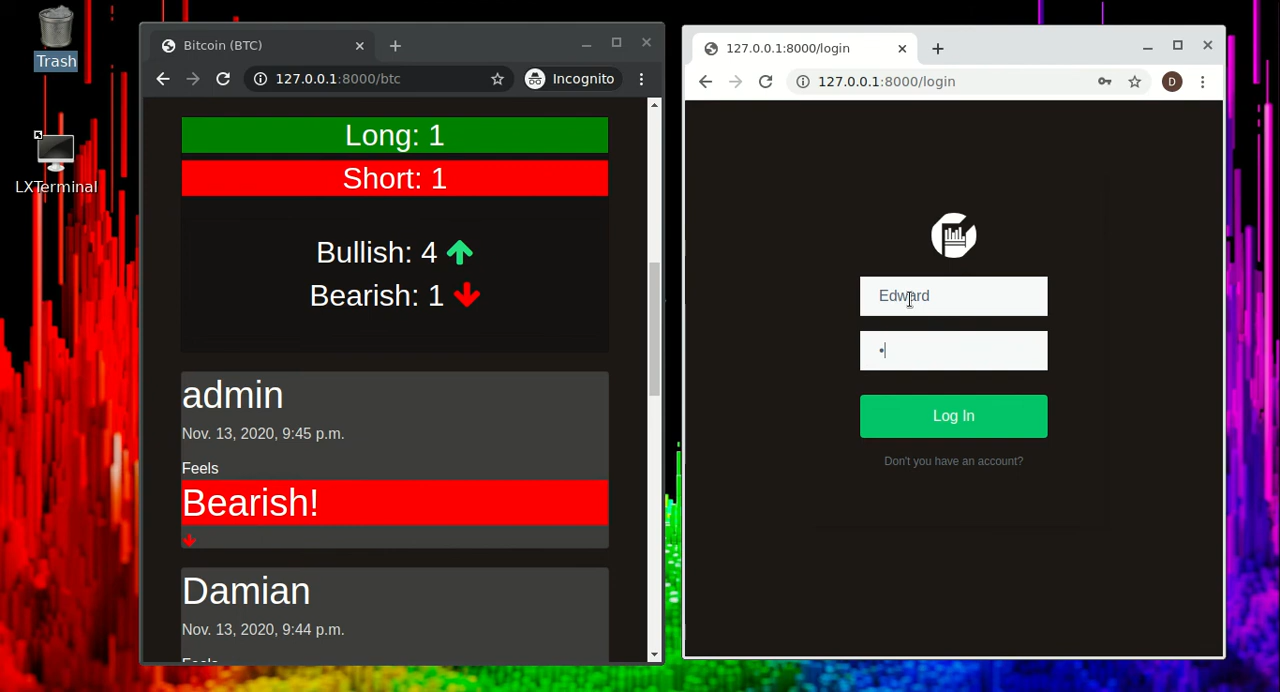 Trash
LXTerminal
Bitcoin (BTC)
127.0.0.1:8000/btc
Incognito
Long: 1
Short: 1
Bullish: 4
Bearish: 1
admin
Nov. 13, 2020, 9:45 p.m.
Feels
Bearish!
Damian
Nov. 13, 2020, 9:44 p.m.
Feels
127.0.0.1:8000/login
127.0.0.1:8000/login
D
Edward
•
Log In
Don't you have an account?